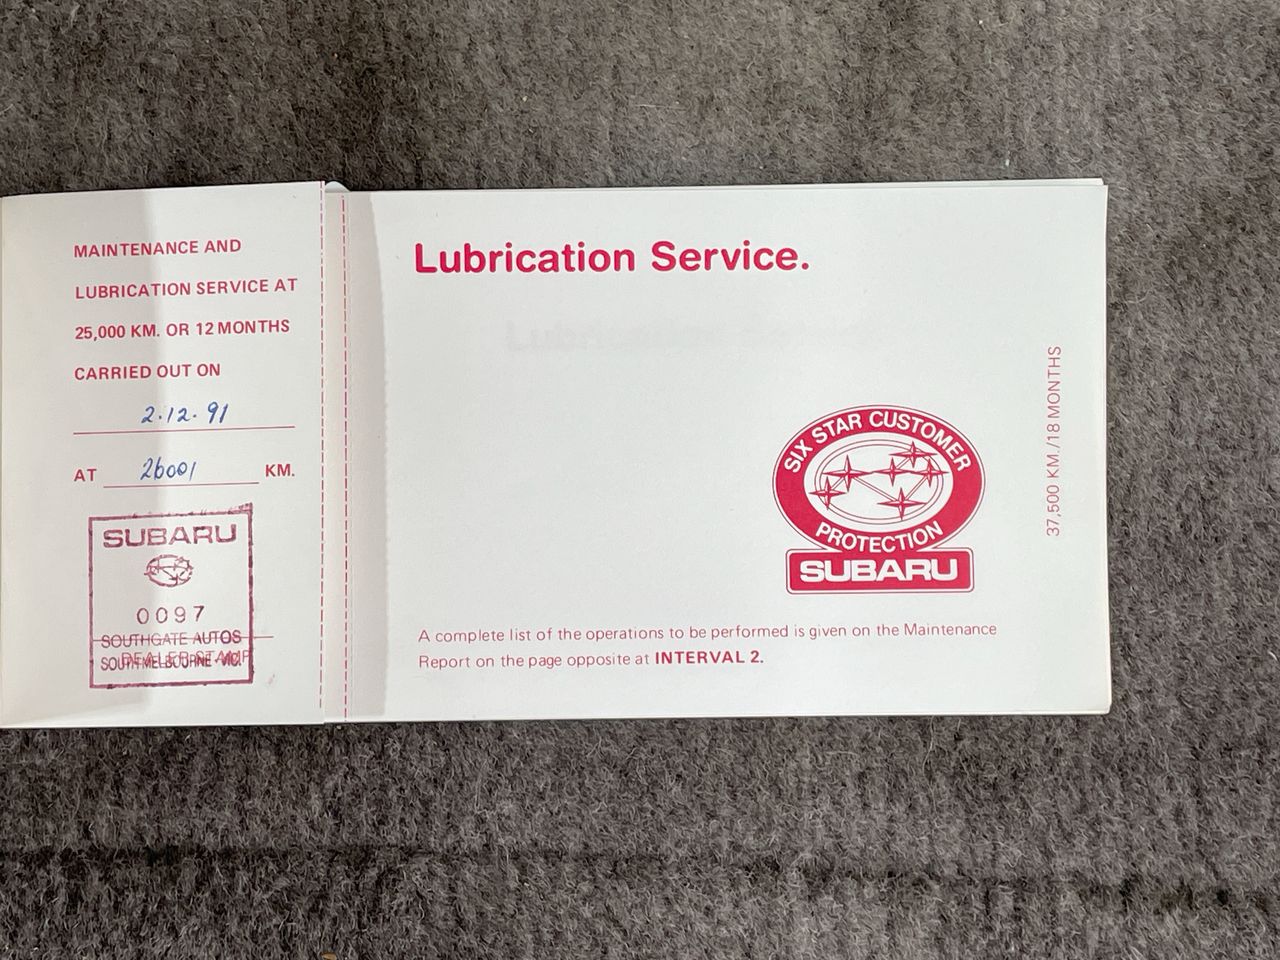 MAINTENANCE AND
LUBRICATION SERVICE AT
25,000 KM. OR 12 MONTHS
CARRIED OUT ON
2.12.91
AT 26001 KM.
SUBARU
0097
SOUTHGATE AUTOS
SOUTH MELBOURNE VIC.
DEALER STAMP
Lubrication Service.
SIX STAR CUSTOMER
PROTECTION
SUBARU
37,500 KM./18 MONTHS
A complete list of the operations to be performed is given on the Maintenance
Report on the page opposite at INTERVAL 2.